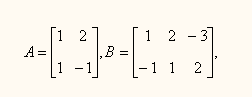 A = [1 2; 1 -1], B = [1 2 -3; -1 1 2],